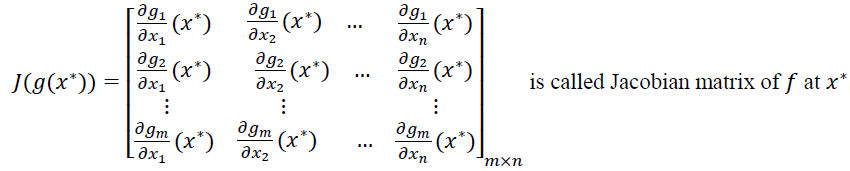 J(g(x*)) = [ ∂g₁/∂x₁ (x*) ∂g₁/∂x₂ (x*) … ∂g₁/∂xₙ (x*)
∂g₂/∂x₁ (x*) ∂g₂/∂x₂ (x*) … ∂g₂/∂xₙ (x*) is called Jacobian matrix of f at x*
⋮ ⋮ ⋮
∂gₘ/∂x₁ (x*) ∂gₘ/∂x₂ (x*) … ∂gₘ/∂xₙ (x*) ]ₘ×ₙ